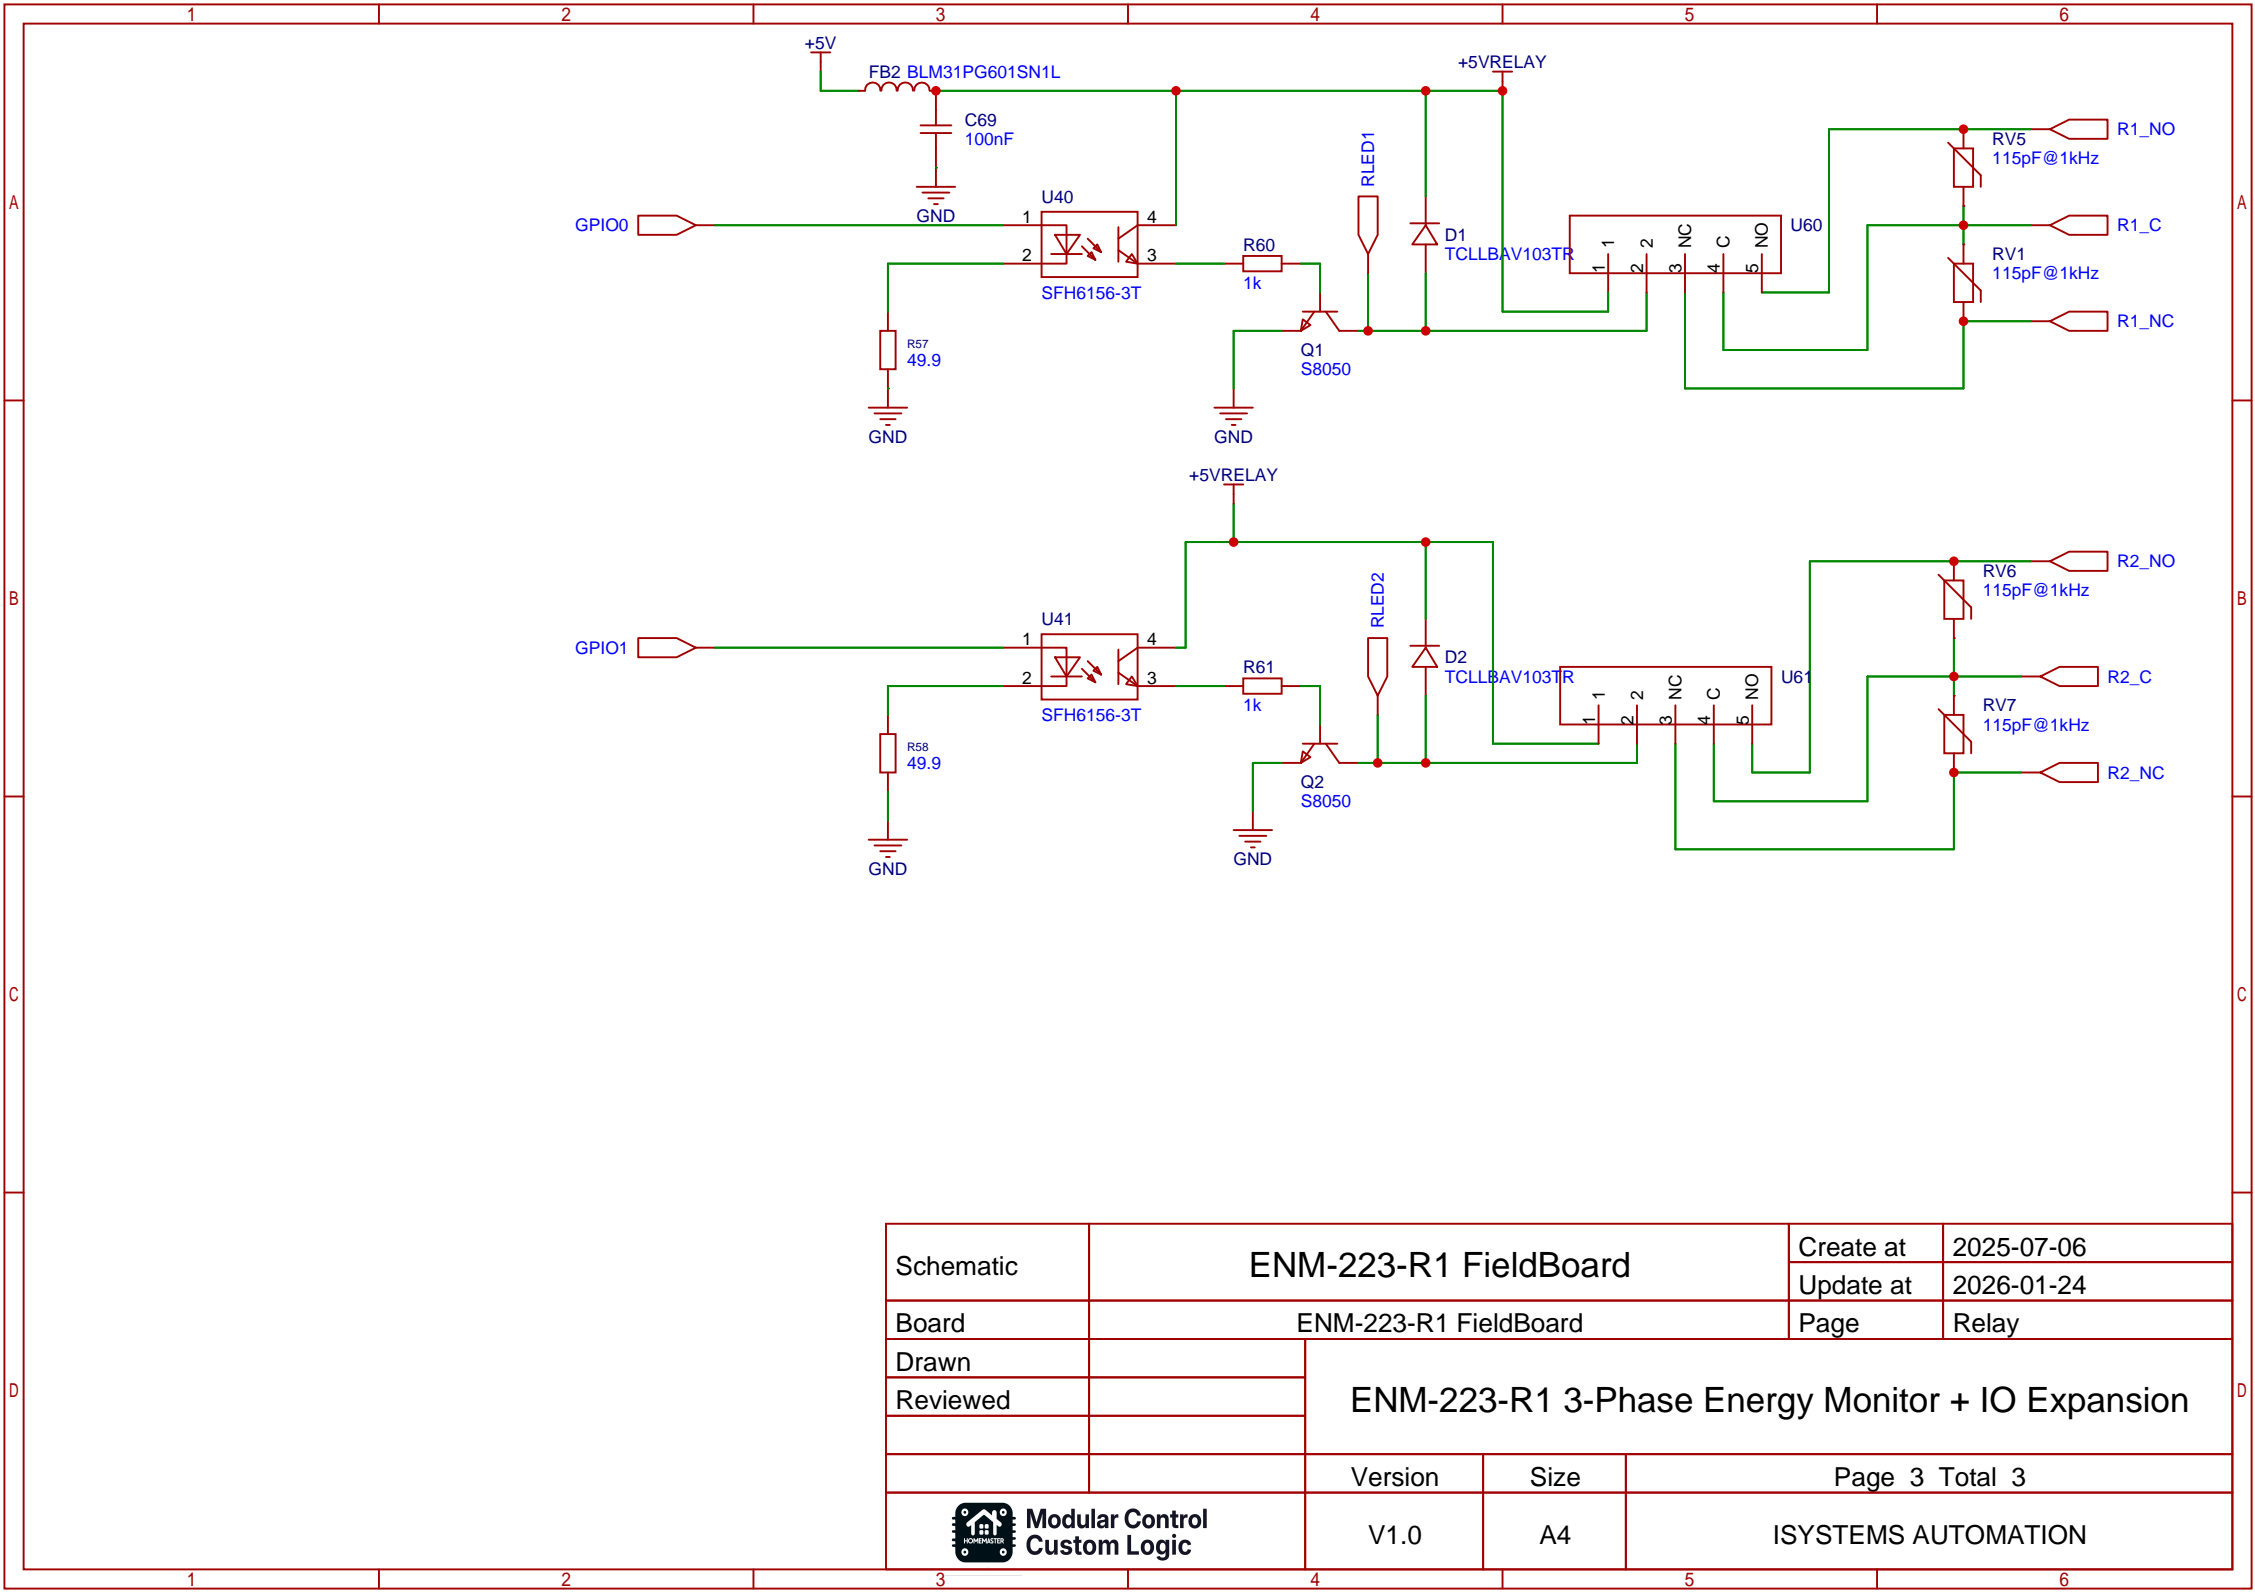 1 2 3 4 5 6
+5V
FB2 BLM31PG601SN1L
+5VRELAY
C69
100nF
RLED1
R1_NO
RV5
115pF@1kHz
A A
U40
GPIO0
GND
1 4
2 3
SFH6156-3T
R60
1k
D1
TCLLBAV103TR
1 2 NC C NO
1 2 3 4 5
U60
R1_C
RV1
115pF@1kHz
R1_NC
R57
49.9
Q1
S8050
GND
GND
+5VRELAY
RLED2
R2_NO
RV6
115pF@1kHz
B B
U41
GPIO1
1 4
2 3
SFH6156-3T
R61
1k
D2
TCLLBAV103TR
1 2 NC C NO
1 2 3 4 5
U61
R2_C
RV7
115pF@1kHz
R2_NC
R58
49.9
Q2
S8050
GND
GND
C C
D D
Schematic
ENM-223-R1 FieldBoard
Create at 2025-07-06
Update at 2026-01-24
Board
ENM-223-R1 FieldBoard
Page Relay
Drawn
Reviewed
ENM-223-R1 3-Phase Energy Monitor + IO Expansion
Version Size Page 3 Total 3
HOMEMASTER
Modular Control
Custom Logic
V1.0 A4 ISYSTEMS AUTOMATION
1 2 3 4 5 6